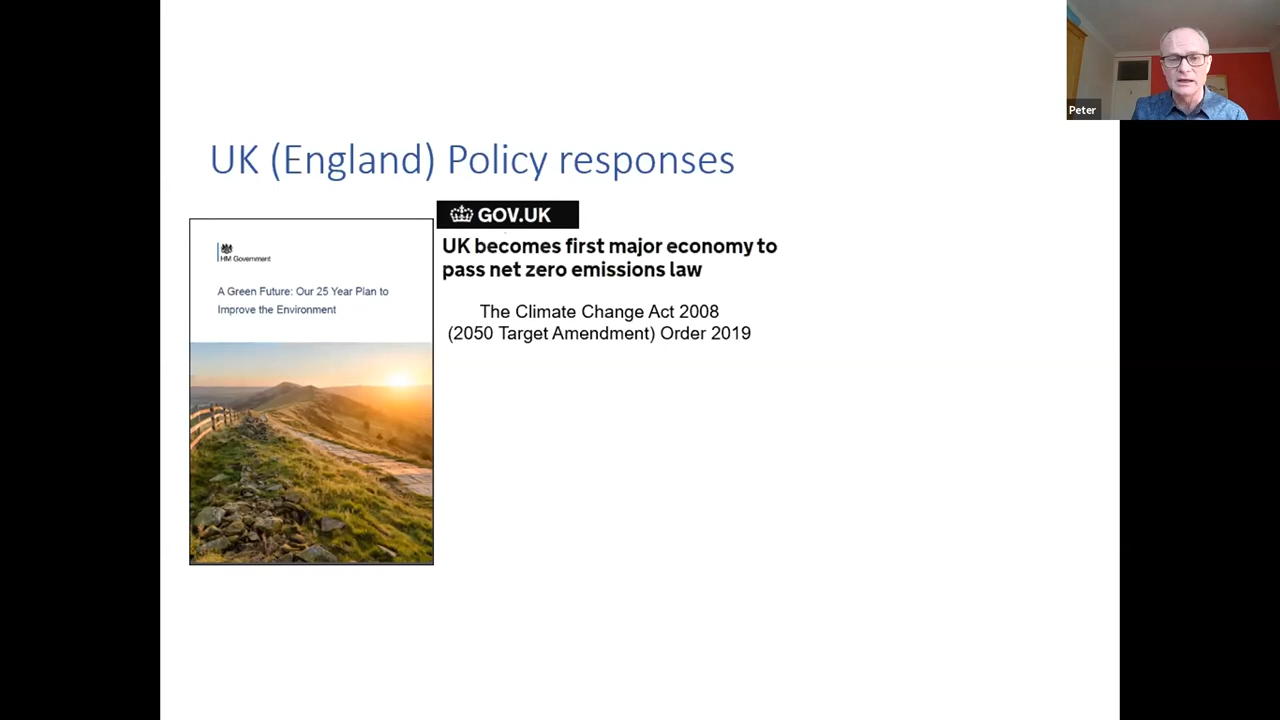 Peter
UK (England) Policy responses
HM Government
A Green Future: Our 25 Year Plan to
Improve the Environment
GOV.UK
UK becomes first major economy to
pass net zero emissions law
The Climate Change Act 2008
(2050 Target Amendment) Order 2019